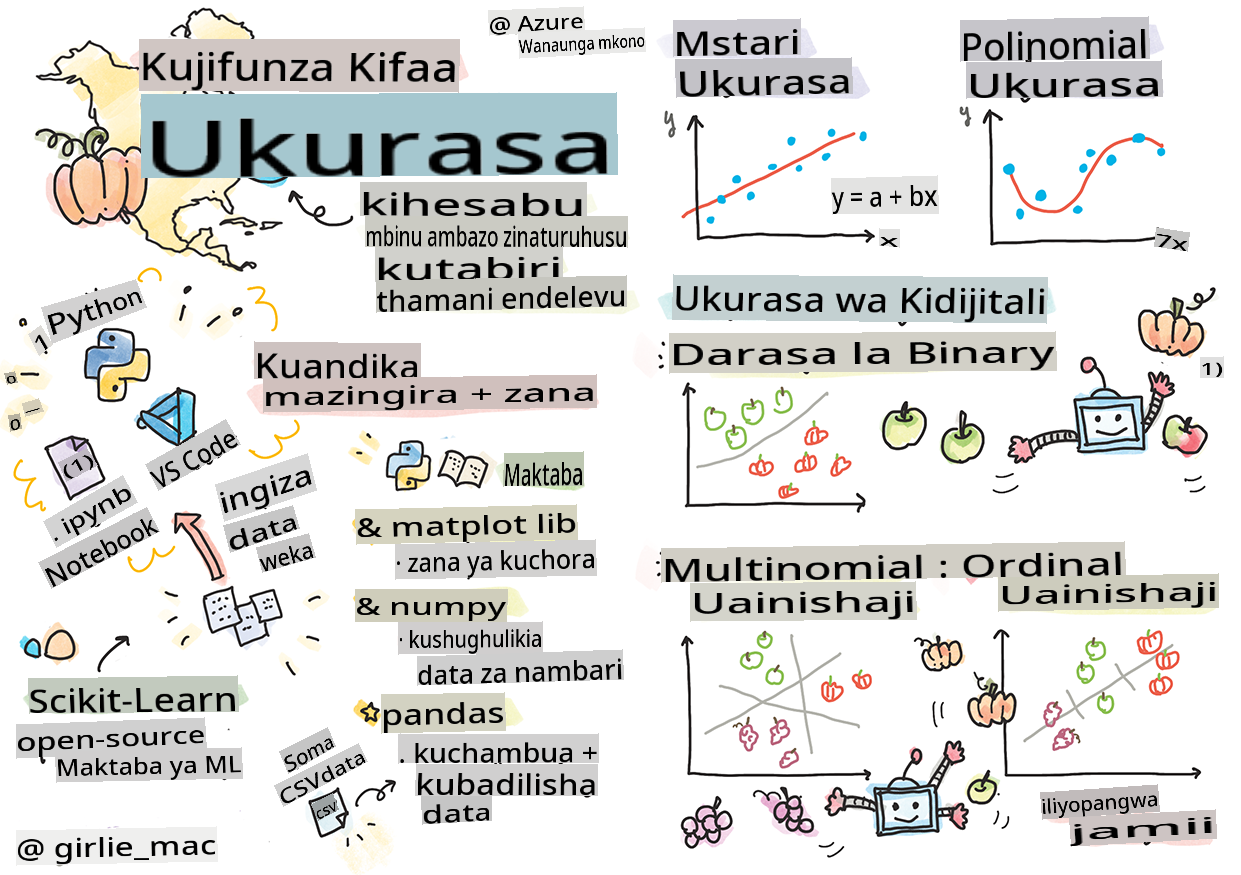 @ Azure
Wanaunga mkono
Kujifunza Kifaa
Ukurasa
kihesabu
mbinu ambazo zinaturuhusu
kutabiri
thamani endelevu
1 Python
VS Code
(1)
.ipynb
Notebook
Kuandika
mazingira + zana
ingiza
data
weka
Maktaba
& matplot lib
· zana ya kuchora
& numpy
· kushughulikia
data za nambari
pandas
. kuchambua +
kubadilisha
data
Scikit-Learn
open-source
Maktaba ya ML
Soma
CSVdata
CSV
@ girlie_mac
Mstari
Ukurasa
y
y = a + bx
x
Polinomial
Ukurasa
y
7x
Ukurasa wa Kidijitali
: Darasa la Binary
1)
: Multinomial : Ordinal
Uainishaji
Uainishaji
iliyopangwa
jamii